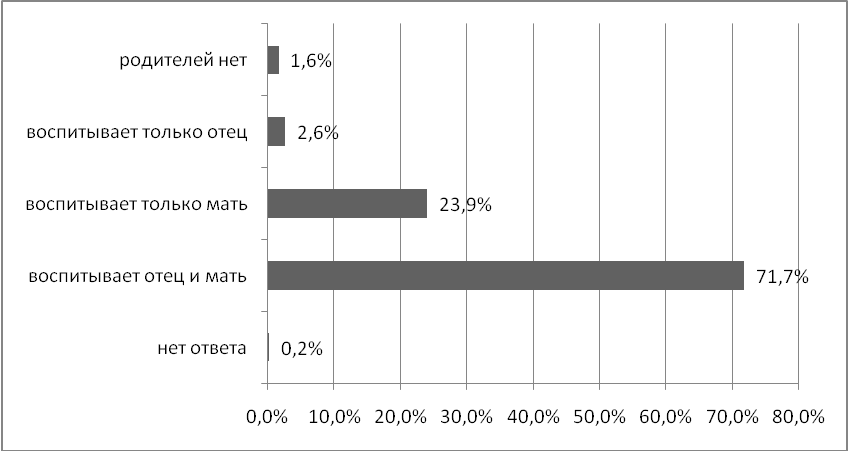 родителей нет 1,6%
воспитывает только отец 2,6%
воспитывает только мать 23,9%
воспитывает отец и мать 71,7%
нет ответа 0,2%
0,0% 10,0% 20,0% 30,0% 40,0% 50,0% 60,0% 70,0% 80,0%